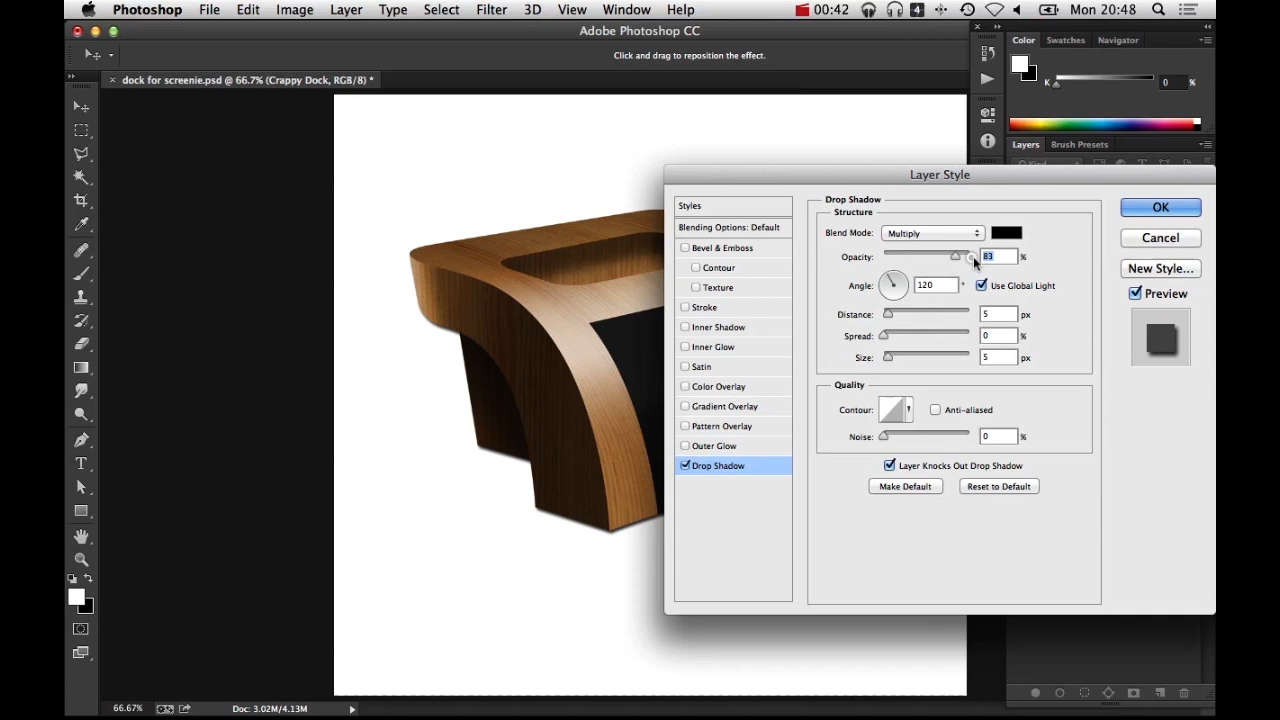 Photoshop File Edit Image Layer Type Select Filter 3D View Window Help 00:42 4 Mon 20:48
Adobe Photoshop CC
Click and drag to reposition the effect.
× dock for screenie.psd @ 66.7% (Crappy Dock, RGB/8) *
Color Swatches Navigator
K 0 %
Layers Brush Presets
Layer Style
Styles
Blending Options: Default
Bevel & Emboss
Contour
Texture
Stroke
Inner Shadow
Inner Glow
Satin
Color Overlay
Gradient Overlay
Pattern Overlay
Outer Glow
Drop Shadow
Drop Shadow
Structure
Blend Mode: Multiply
Opacity: 83 %
Angle: 120 ° Use Global Light
Distance: 5 px
Spread: 0 %
Size: 5 px
Quality
Contour: Anti-aliased
Noise: 0 %
Layer Knocks Out Drop Shadow
Make Default Reset to Default
OK
Cancel
New Style...
Preview
66.67% Doc: 3.02M/4.13M